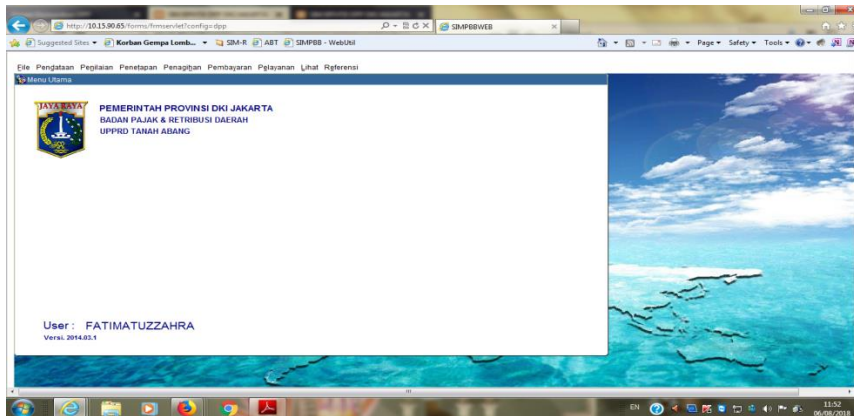 http://10.15.90.65/forms/frmservlet?config=dpp
SIMPBBWEB
Suggested Sites
Korban Gempa Lomb...
SIM-R
ABT
SIMPBB - WebUtil
Page
Safety
Tools
File Pendataan Penilaian Penetapan Penagihan Pembayaran Pelayanan Lihat Referensi
Menu Utama
JAYA RAYA
PEMERINTAH PROVINSI DKI JAKARTA
BADAN PAJAK & RETRIBUSI DAERAH
UPPRD TANAH ABANG
User : FATIMATUZZAHRA
Versi. 2014.03.1
EN
11:52
06/08/2018